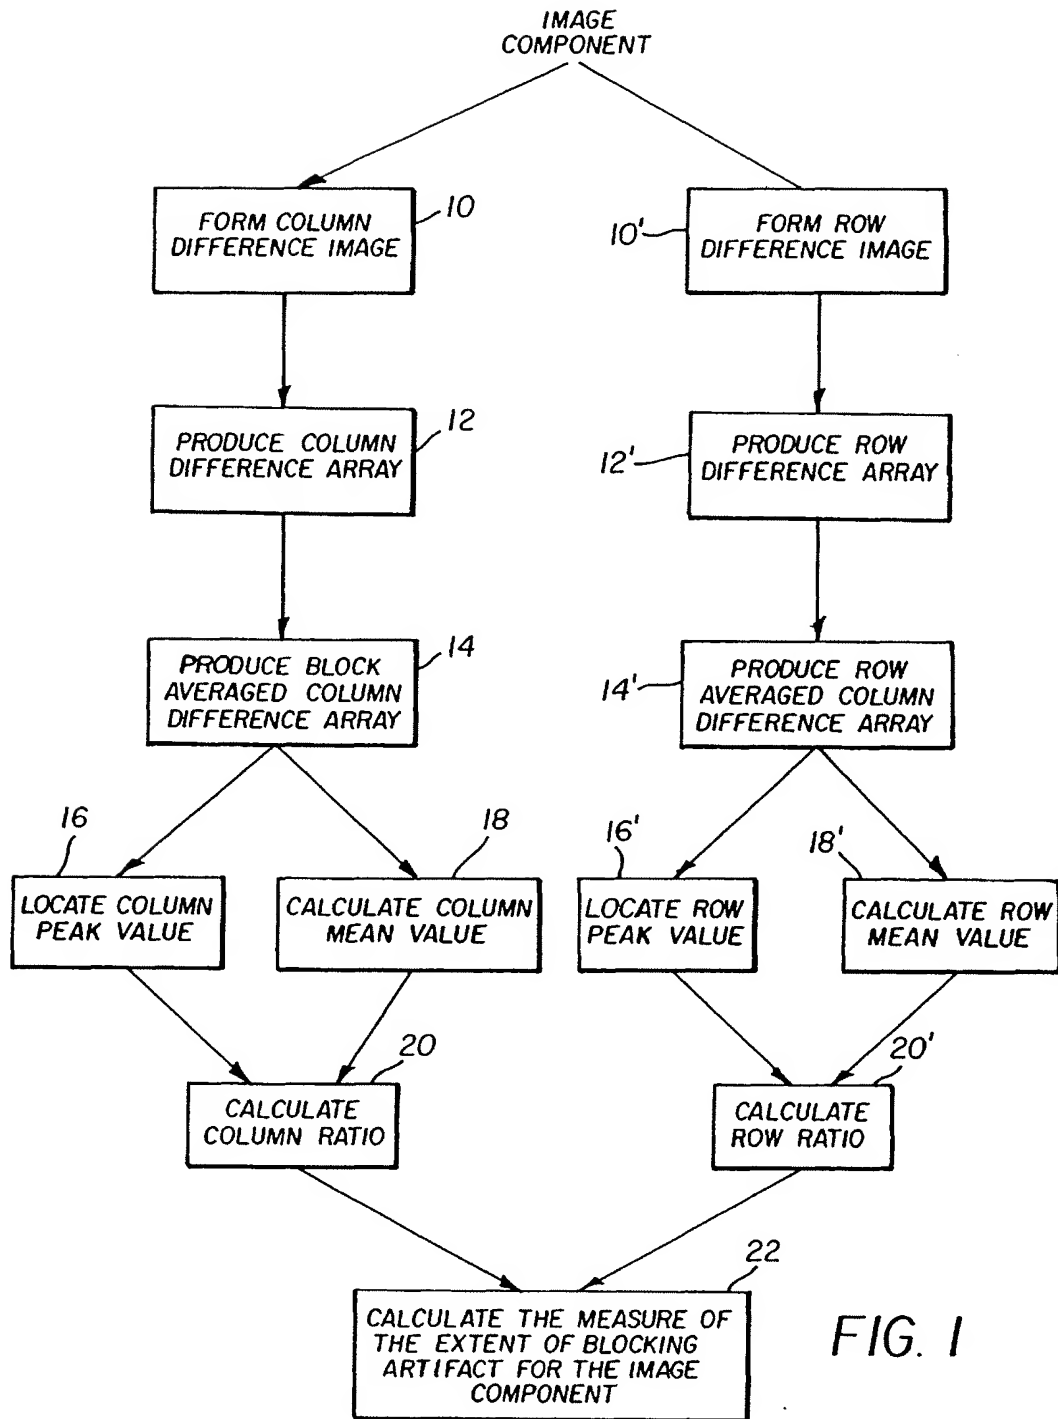 IMAGE
COMPONENT
FORM COLUMN
DIFFERENCE IMAGE
10
10'
FORM ROW
DIFFERENCE IMAGE
PRODUCE COLUMN
DIFFERENCE ARRAY
12
12'
PRODUCE ROW
DIFFERENCE ARRAY
PRODUCE BLOCK
AVERAGED COLUMN
DIFFERENCE ARRAY
14
14'
PRODUCE ROW
AVERAGED COLUMN
DIFFERENCE ARRAY
16
LOCATE COLUMN
PEAK VALUE
18
CALCULATE COLUMN
MEAN VALUE
16'
LOCATE ROW
PEAK VALUE
18'
CALCULATE ROW
MEAN VALUE
20
CALCULATE
COLUMN RATIO
20'
CALCULATE
ROW RATIO
22
CALCULATE THE MEASURE OF
THE EXTENT OF BLOCKING
ARTIFACT FOR THE IMAGE
COMPONENT
FIG. 1